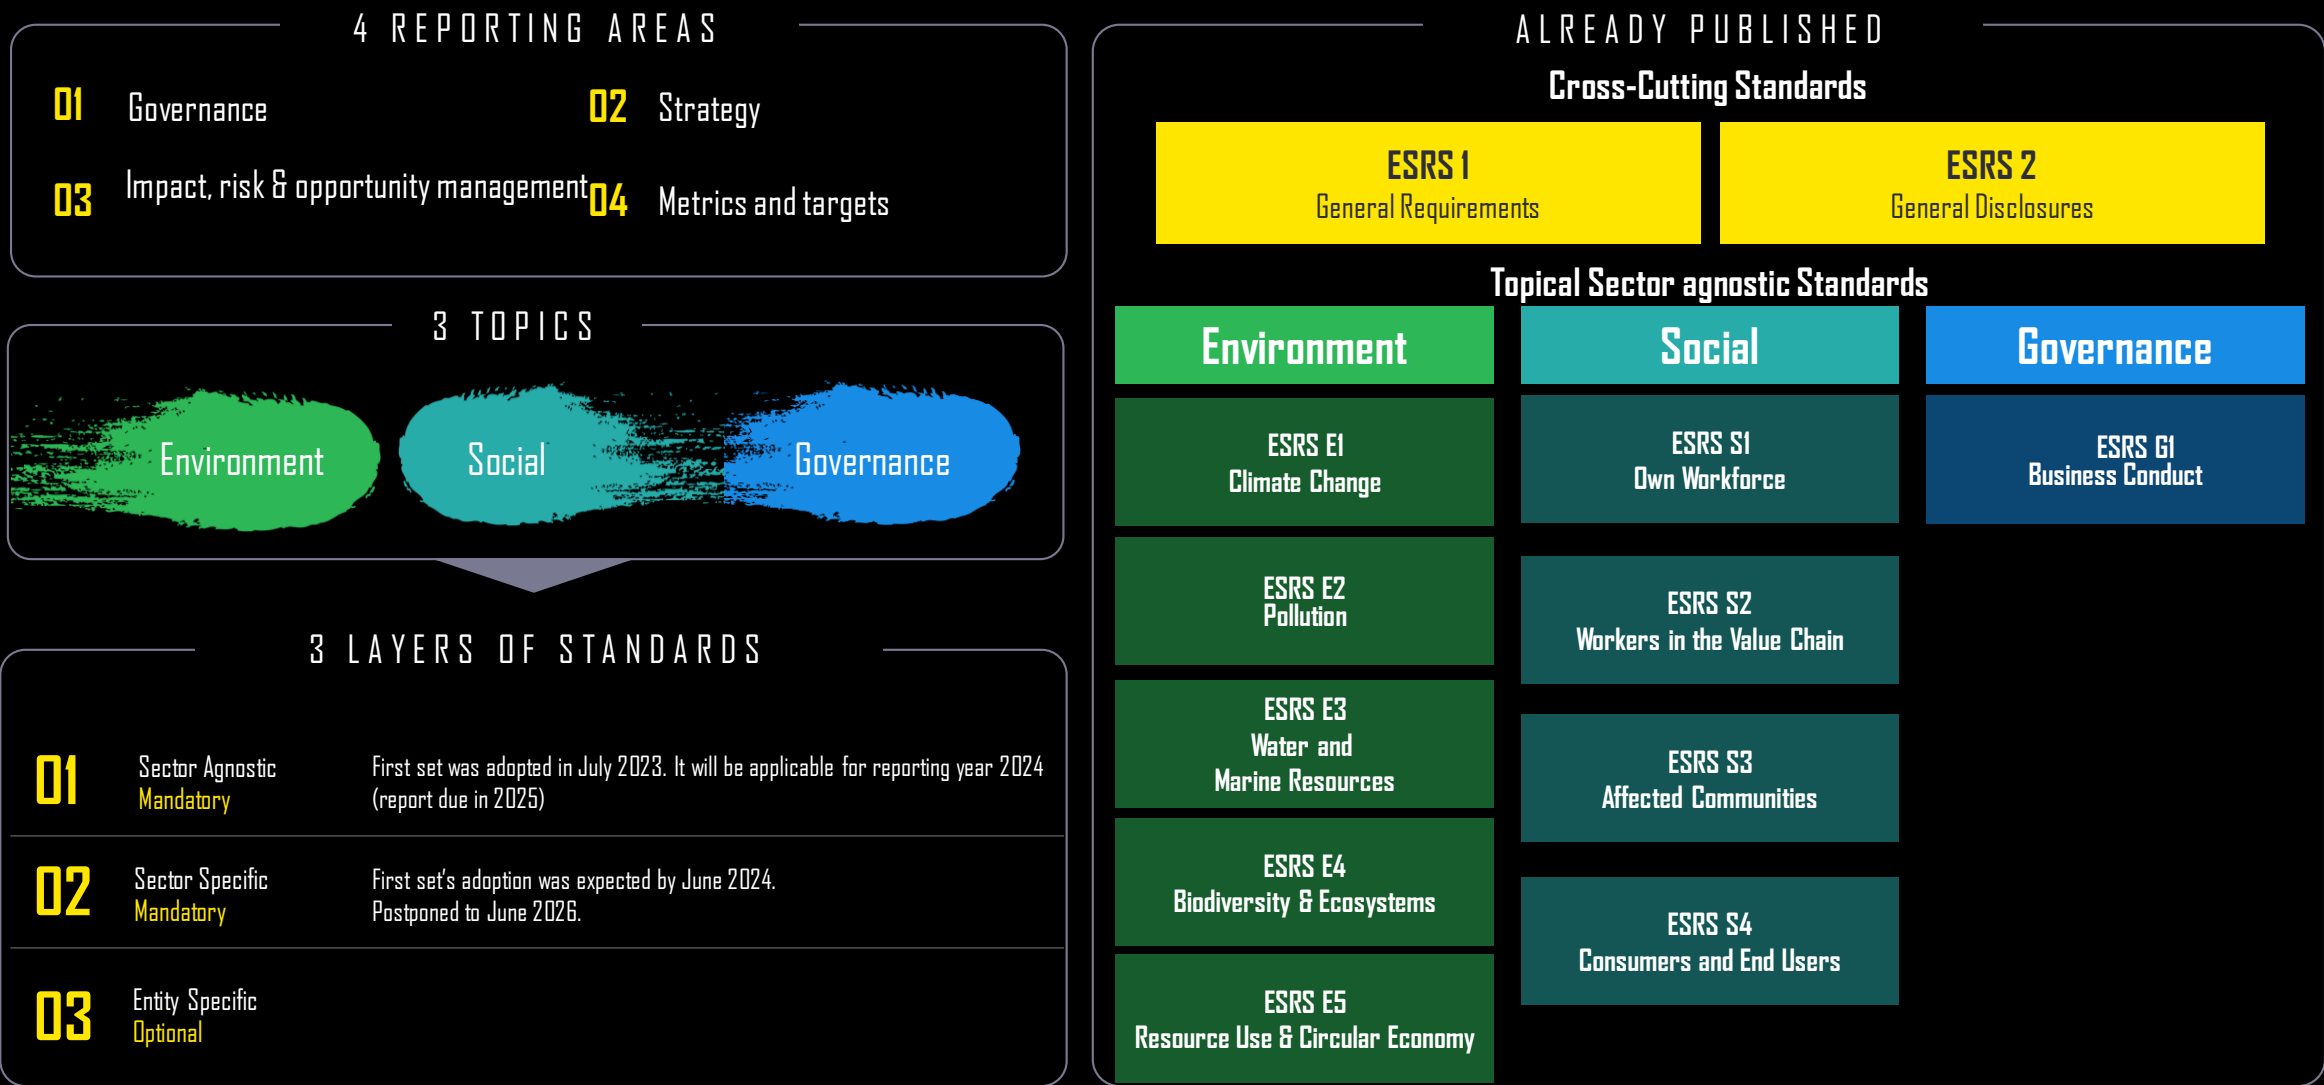 4 REPORTING AREAS
01 Governance
02 Strategy
03 Impact, risk & opportunity management
04 Metrics and targets
3 TOPICS
Environment
Social
Governance
3 LAYERS OF STANDARDS
01
Sector Agnostic
Mandatory
First set was adopted in July 2023. It will be applicable for reporting year 2024
(report due in 2025)
02
Sector Specific
Mandatory
First set's adoption was expected by June 2024.
Postponed to June 2026.
03
Entity Specific
Optional
ALREADY PUBLISHED
Cross-Cutting Standards
ESRS 1
General Requirements
ESRS 2
General Disclosures
Topical Sector agnostic Standards
Environment
ESRS E1
Climate Change
ESRS E2
Pollution
ESRS E3
Water and
Marine Resources
ESRS E4
Biodiversity & Ecosystems
ESRS E5
Resource Use & Circular Economy
Social
ESRS S1
Own Workforce
ESRS S2
Workers in the Value Chain
ESRS S3
Affected Communities
ESRS S4
Consumers and End Users
Governance
ESRS G1
Business Conduct